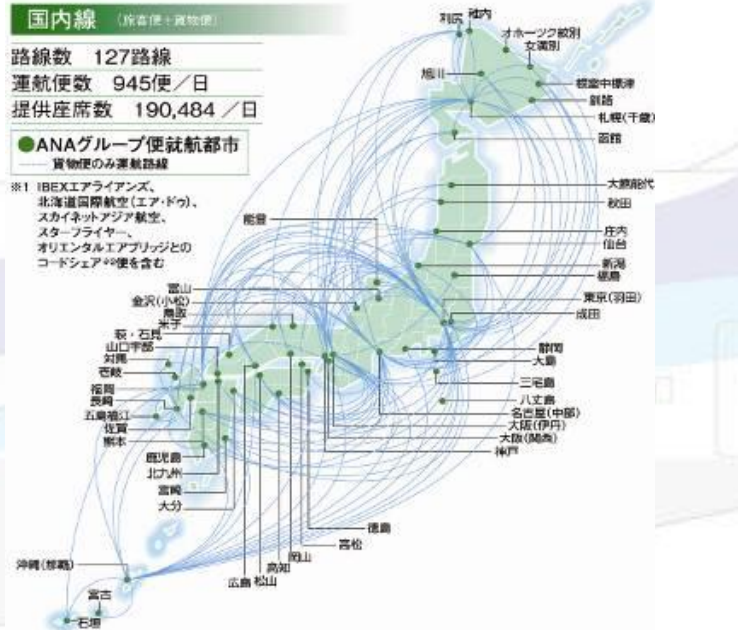 国内線 (旅客便+貨物便)
路線数 127路線
運航便数 945便/日
提供座席数 190,484/日
●ANAグループ便就航都市
貨物便のみ運航路線
※1 IBEXエアライアンズ、
北海道国際航空(エア・ドゥ)、
スカイネットアジア航空、
スターフライヤー、
オリエンタルエアブリッジとの
コードシェア便を含む
利尻
稚内
オホーツク紋別
女満別
旭川
根室中標津
釧路
札幌(千歳)
函館
大館能代
秋田
庄内
仙台
新潟
福島
東京(羽田)
成田
静岡
大島
三宅島
八丈島
名古屋(中部)
大阪(伊丹)
大阪(関西)
神戸
能登
富山
金沢(小松)
鳥取
米子
萩・石見
山口宇部
対馬
壱岐
福岡
長崎
五島福江
佐賀
熊本
鹿児島
北九州
宮崎
大分
徳島
高松
岡山
高知
松山
広島
沖縄(那覇)
宮古
石垣